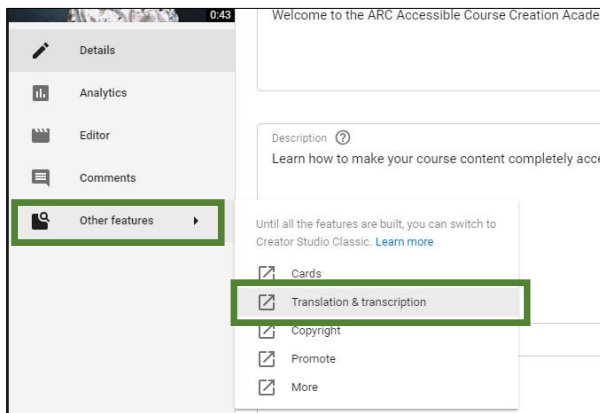 0:43
Welcome to the ARC Accessible Course Creation Acade
Details
Analytics
Editor
Description ?
Learn how to make your course content completely acce
Comments
Other features
Until all the features are built, you can switch to
Creator Studio Classic. Learn more
Cards
Translation & transcription
Copyright
Promote
More